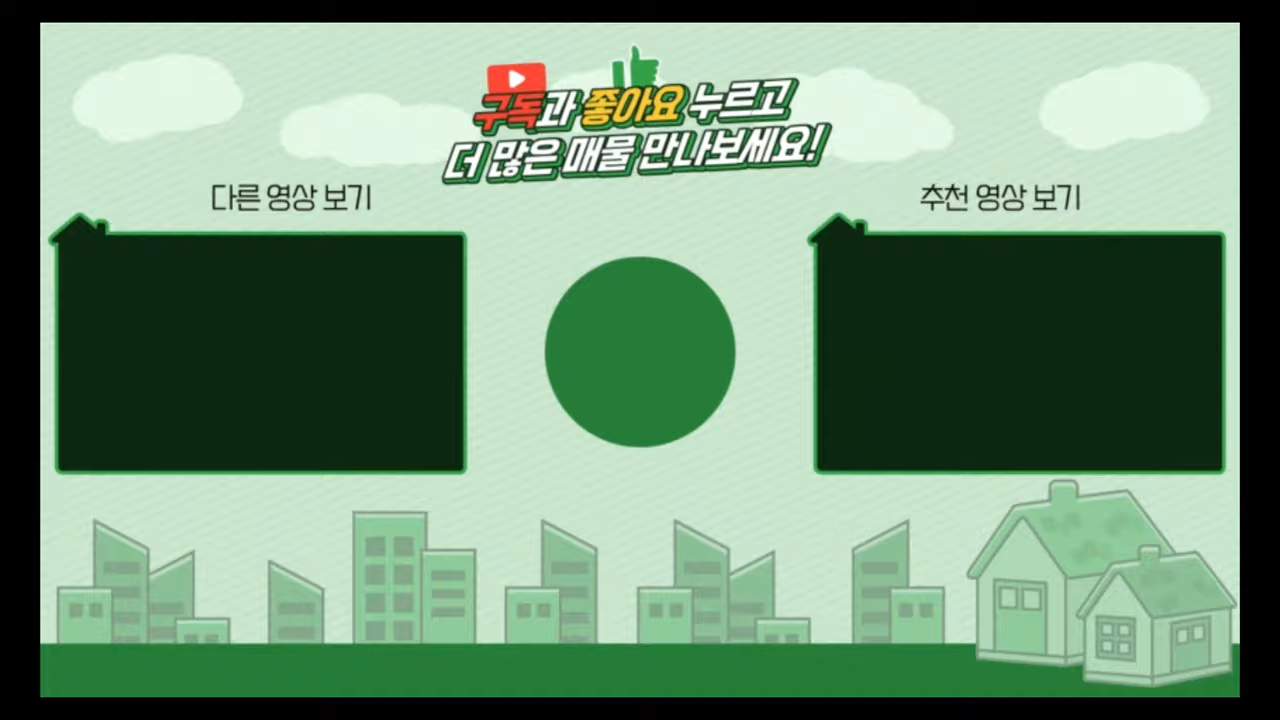 구독과 좋아요 누르고
더 많은 매물 만나보세요!
다른 영상 보기
추천 영상 보기